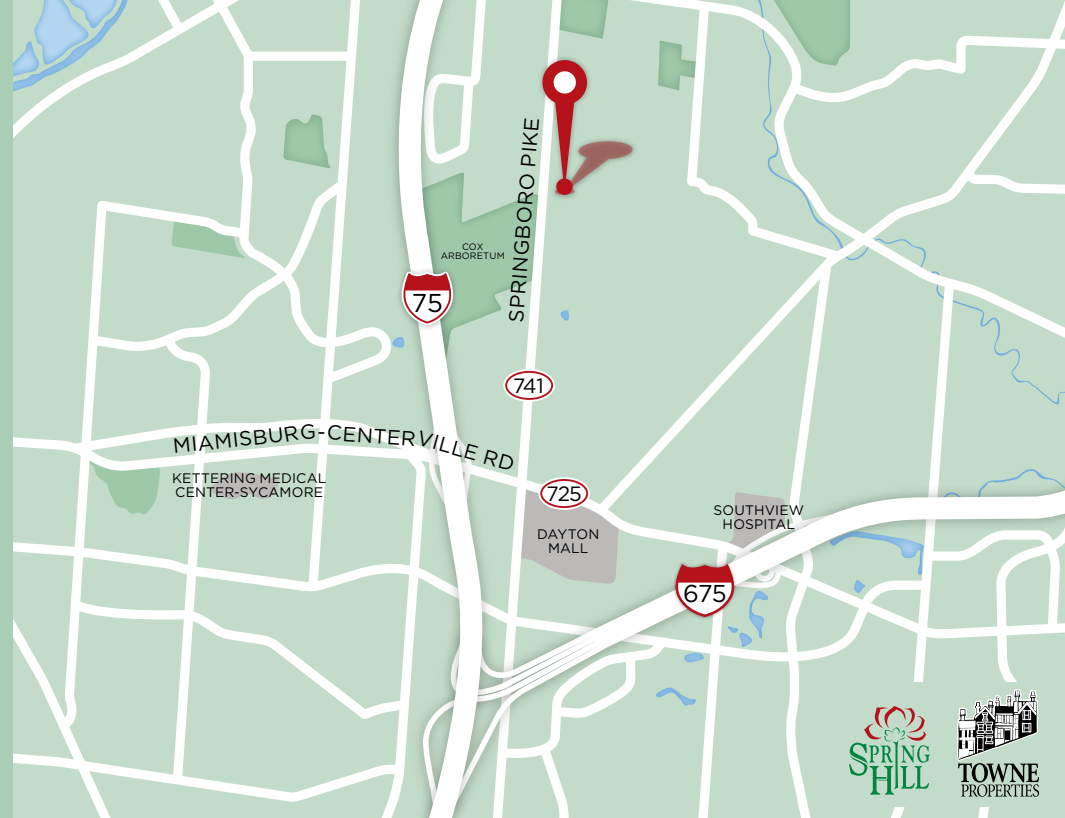 SPRINGBORO PIKE
COX
ARBORETUM
75
741
MIAMISBURG-CENTERVILLE RD
KETTERING MEDICAL
CENTER-SYCAMORE
725
DAYTON
MALL
SOUTHVIEW
HOSPITAL
675
SPRING
HILL
TOWNE
PROPERTIES